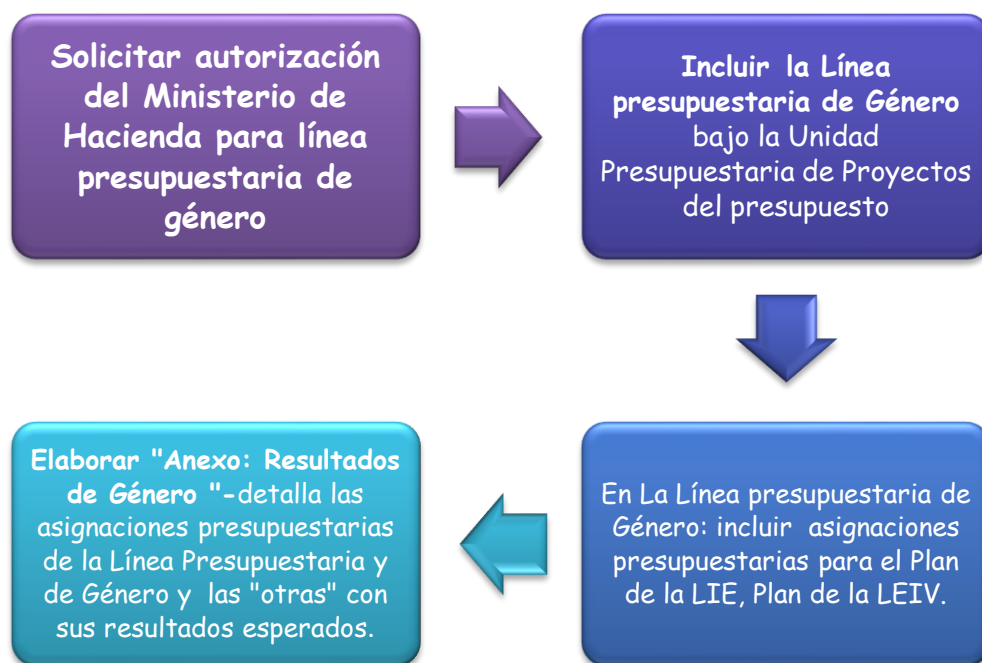 Solicitar autorización
del Ministerio de
Hacienda para línea
presupuestaria de
género
Incluir la Línea
presupuestaria de Género
bajo la Unidad
Presupuestaria de Proyectos
del presupuesto
En La Línea presupuestaria de
Género: incluir asignaciones
presupuestarias para el Plan
de la LIE, Plan de la LEIV.
Elaborar "Anexo: Resultados
de Género "-detalla las
asignaciones presupuestarias
de la Línea Presupuestaria y
de Género y las "otras" con
sus resultados esperados.